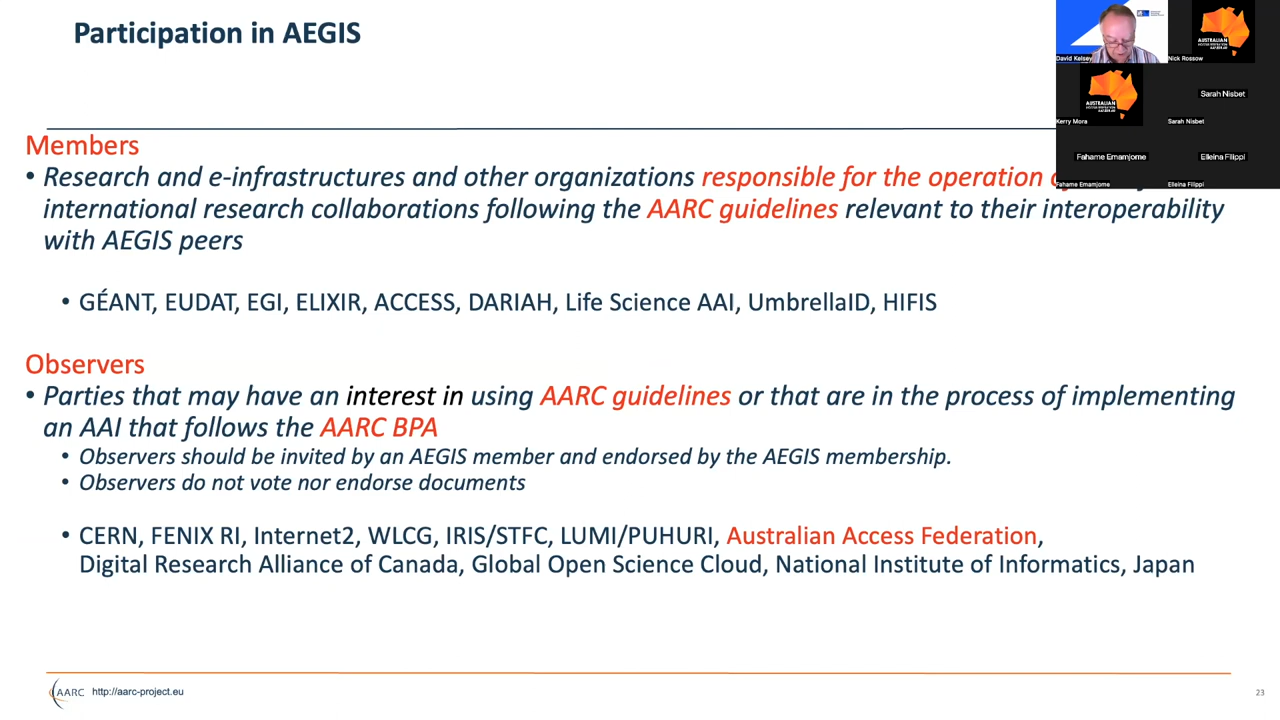 Participation in AEGIS
Members
• Research and e-infrastructures and other organizations responsible for the operation
international research collaborations following the AARC guidelines relevant to their interoperability
with AEGIS peers
• GÉANT, EUDAT, EGI, ELIXIR, ACCESS, DARIAH, Life Science AAI, UmbrellaID, HIFIS
Observers
• Parties that may have an interest in using AARC guidelines or that are in the process of implementing
an AAI that follows the AARC BPA
• Observers should be invited by an AEGIS member and endorsed by the AEGIS membership.
• Observers do not vote nor endorse documents
• CERN, FENIX RI, Internet2, WLCG, IRIS/STFC, LUMI/PUHURI, Australian Access Federation,
Digital Research Alliance of Canada, Global Open Science Cloud, National Institute of Informatics, Japan
AARC http://aarc-project.eu
23
David Kelsey
AUSTRALIAN
Nick Rossow
AUSTRALIAN
Kerry Mora
Sarah Nisbet
Sarah Nisbet
Fahame Emamjome
Fahame Emamjome
Elleina Filippi
Elleina Filippi